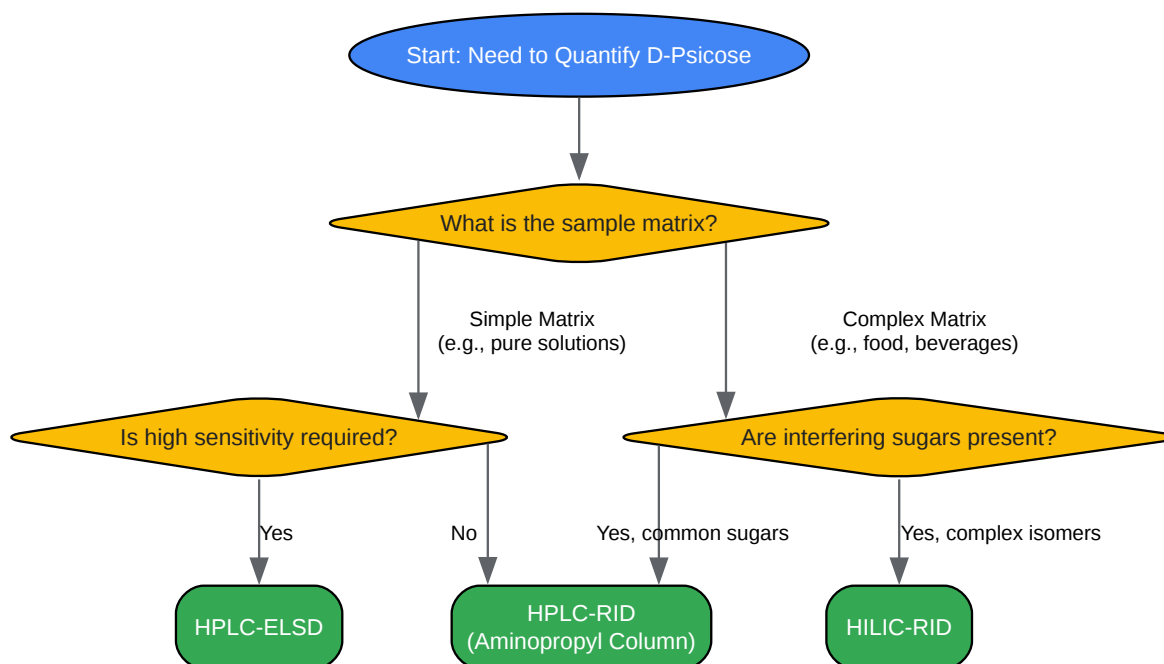 Start: Need to Quantify D-Psicose
What is the sample matrix?
Simple Matrix
(e.g., pure solutions)
Complex Matrix
(e.g., food, beverages)
Is high sensitivity required?
Are interfering sugars present?
Yes
No
Yes, common sugars
Yes, complex isomers
HPLC-ELSD
HPLC-RID
(Aminopropyl Column)
HILIC-RID